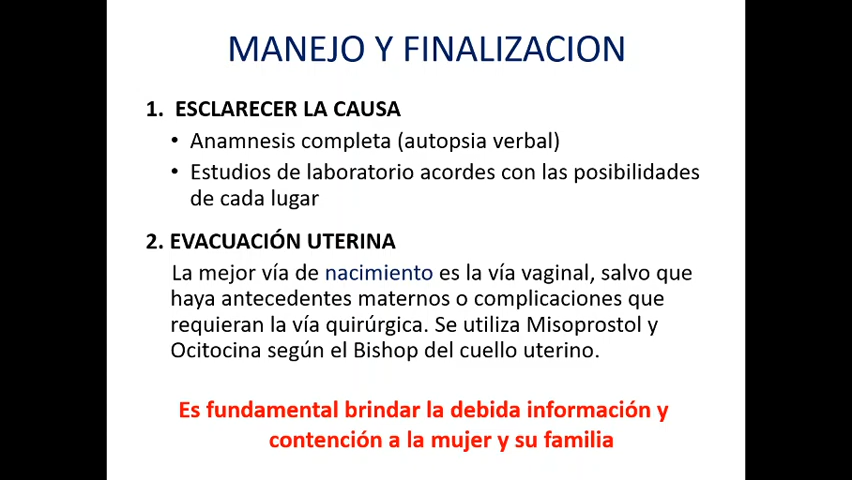 MANEJO Y FINALIZACION
1. ESCLARECER LA CAUSA
• Anamnesis completa (autopsia verbal)
• Estudios de laboratorio acordes con las posibilidades
de cada lugar
2. EVACUACIÓN UTERINA
La mejor vía de nacimiento es la vía vaginal, salvo que
haya antecedentes maternos o complicaciones que
requieran la vía quirúrgica. Se utiliza Misoprostol y
Ocitocina según el Bishop del cuello uterino.
Es fundamental brindar la debida información y
contención a la mujer y su familia